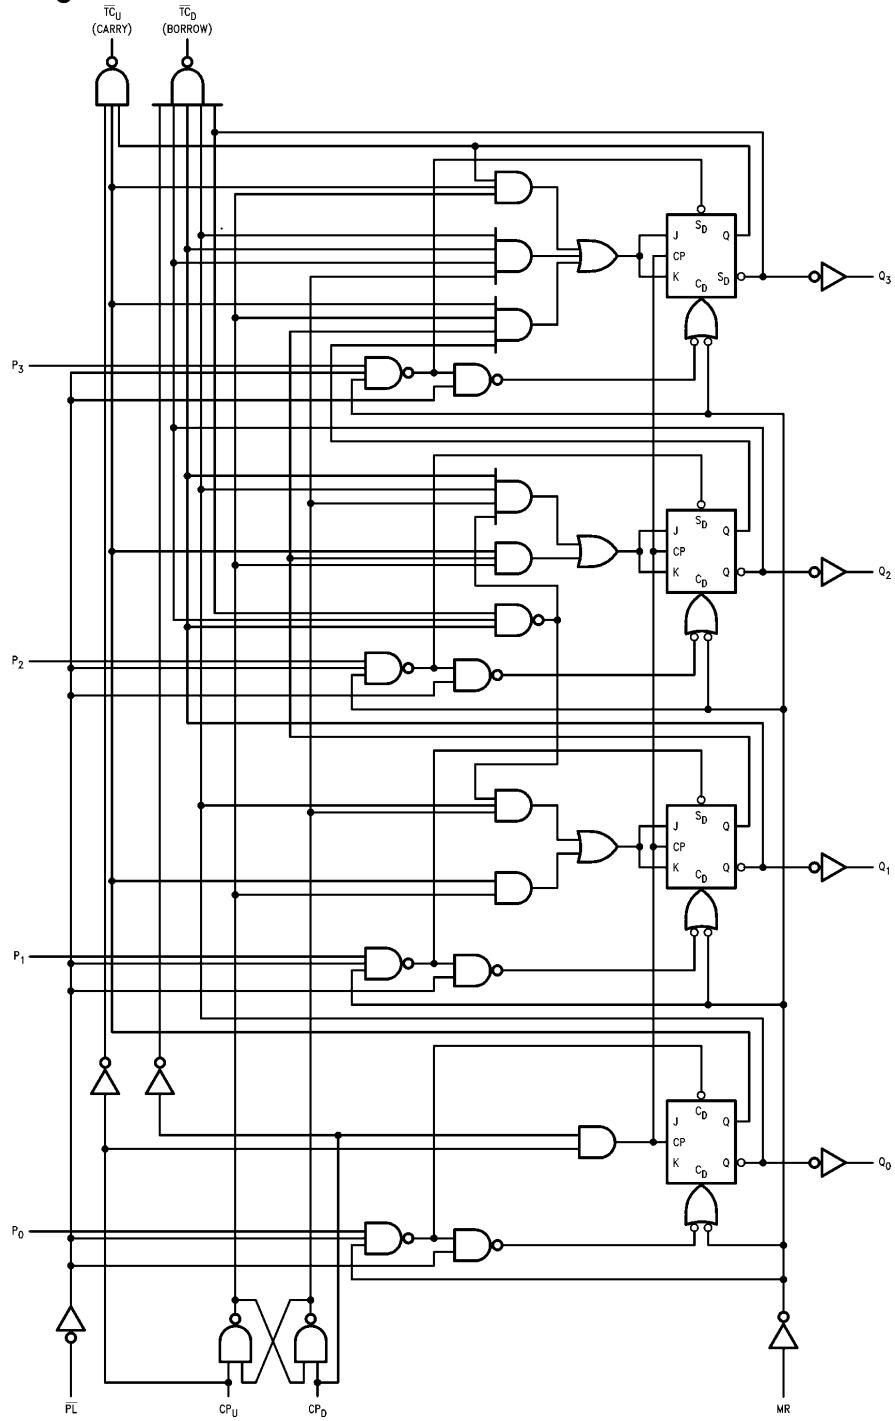 TC̅U TC̅D
(CARRY) (BORROW)
SD
J Q
CP
K CD SD
Q3
P3
SD
J Q
CP
K CD Q
Q2
P2
SD
J Q
CP
K CD Q
Q1
P1
CD
J Q
CP
K CD Q
Q0
P0
P̅L̅ CPU CPD MR